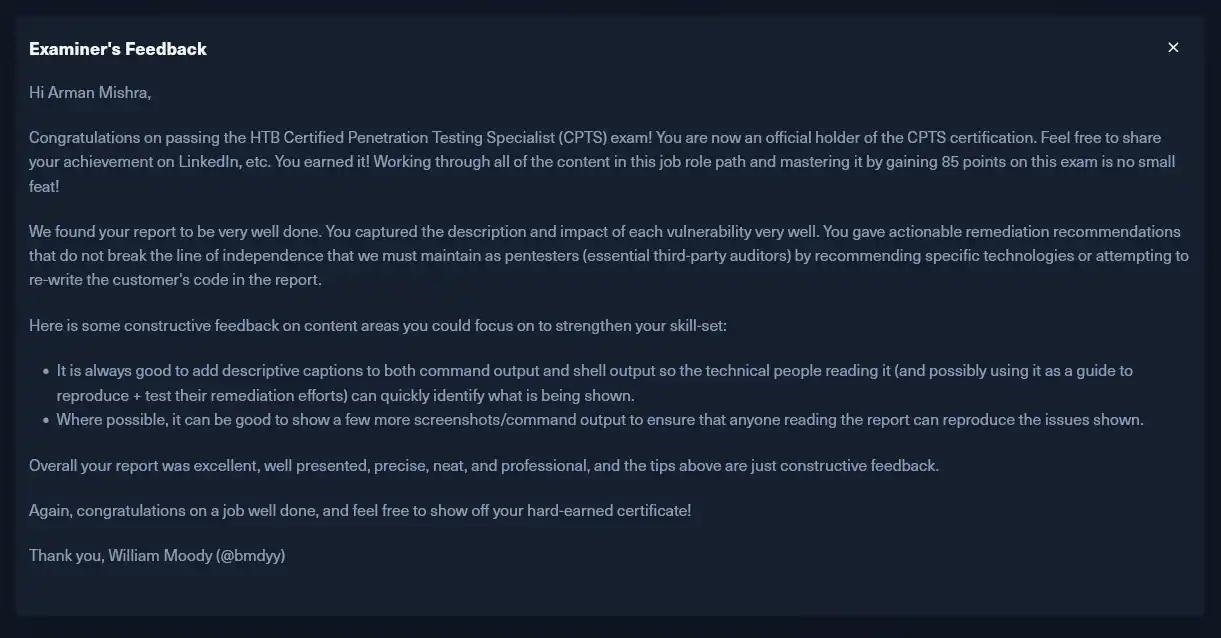 Examiner's Feedback
Hi Arman Mishra,
Congratulations on passing the HTB Certified Penetration Testing Specialist (CPTS) exam! You are now an official holder of the CPTS certification. Feel free to share
your achievement on LinkedIn, etc. You earned it! Working through all of the content in this job role path and mastering it by gaining 85 points on this exam is no small
feat!
We found your report to be very well done. You captured the description and impact of each vulnerability very well. You gave actionable remediation recommendations
that do not break the line of independence that we must maintain as pentesters (essential third-party auditors) by recommending specific technologies or attempting to
re-write the customer's code in the report.
Here is some constructive feedback on content areas you could focus on to strengthen your skill-set:
• It is always good to add descriptive captions to both command output and shell output so the technical people reading it (and possibly using it as a guide to
reproduce + test their remediation efforts) can quickly identify what is being shown.
• Where possible, it can be good to show a few more screenshots/command output to ensure that anyone reading the report can reproduce the issues shown.
Overall your report was excellent, well presented, precise, neat, and professional, and the tips above are just constructive feedback.
Again, congratulations on a job well done, and feel free to show off your hard-earned certificate!
Thank you, William Moody (@bmdyy)